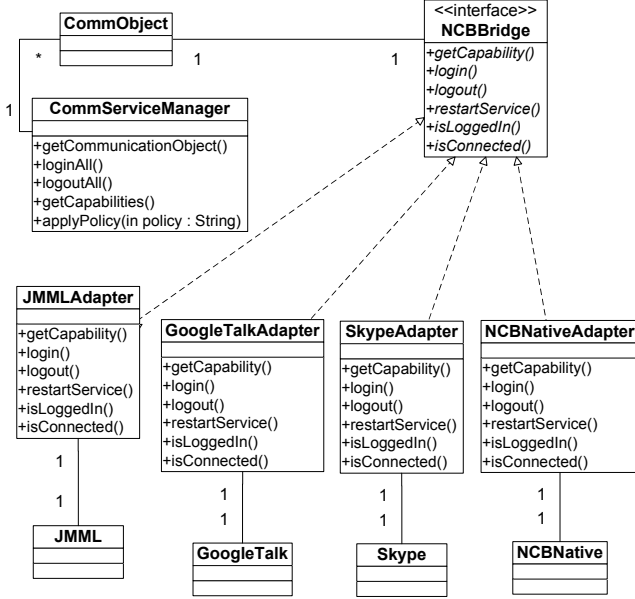 CommObject
<<interface>>
NCBBridge
+getCapability()
+login()
+logout()
+restartService()
+isLoggedIn()
+isConnected()
1
1
*
1
CommServiceManager
+getCommunicationObject()
+loginAll()
+logoutAll()
+getCapabilities()
+applyPolicy(in policy : String)
JMMLAdapter
+getCapability()
+login()
+logout()
+restartService()
+isLoggedIn()
+isConnected()
1
1
JMML
GoogleTalkAdapter
+getCapability()
+login()
+logout()
+restartService()
+isLoggedIn()
+isConnected()
1
1
GoogleTalk
SkypeAdapter
+getCapability()
+login()
+logout()
+restartService()
+isLoggedIn()
+isConnected()
1
1
Skype
NCBNativeAdapter
+getCapability()
+login()
+logout()
+restartService()
+isLoggedIn()
+isConnected()
1
1
NCBNative